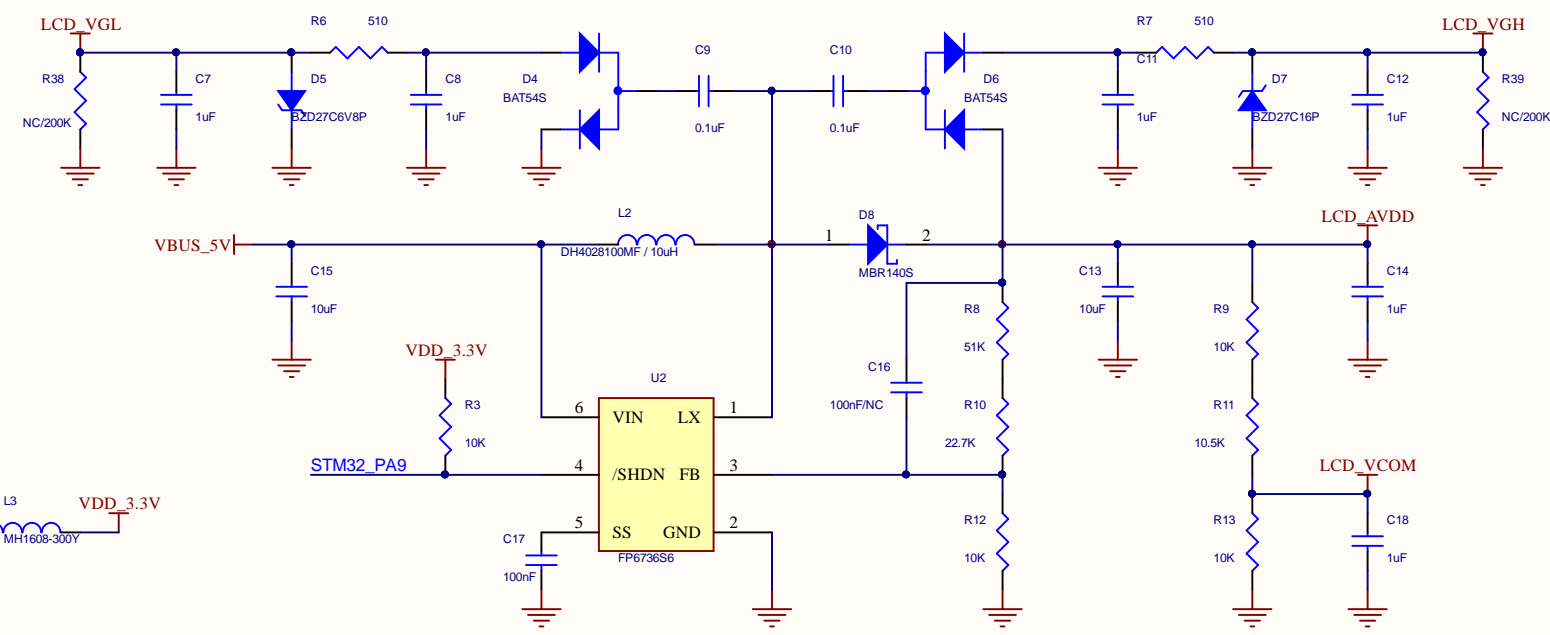 LCD_VGL
R6 510
R7 510
LCD_VGH
R38
NC/200K
C7
1uF
D5
BZD27C6V8P
C8
1uF
D4
BAT54S
C9
0.1uF
C10
0.1uF
D6
BAT54S
C11
1uF
D7
BZD27C16P
C12
1uF
R39
NC/200K
VBUS_5V
C15
10uF
L2
DH4028100MF / 10uH
D8
1 2
MBR140S
LCD_AVDD
C13
10uF
C14
1uF
R8
51K
R9
10K
VDD_3.3V
R3
10K
C16
100nF/NC
R10
22.7K
R11
10.5K
STM32_PA9
U2
6 VIN LX 1
4 /SHDN FB 3
5 SS GND 2
FP6736S6
C17
100nF
R12
10K
LCD_VCOM
R13
10K
C18
1uF
L3
MH1608-300Y
VDD_3.3V